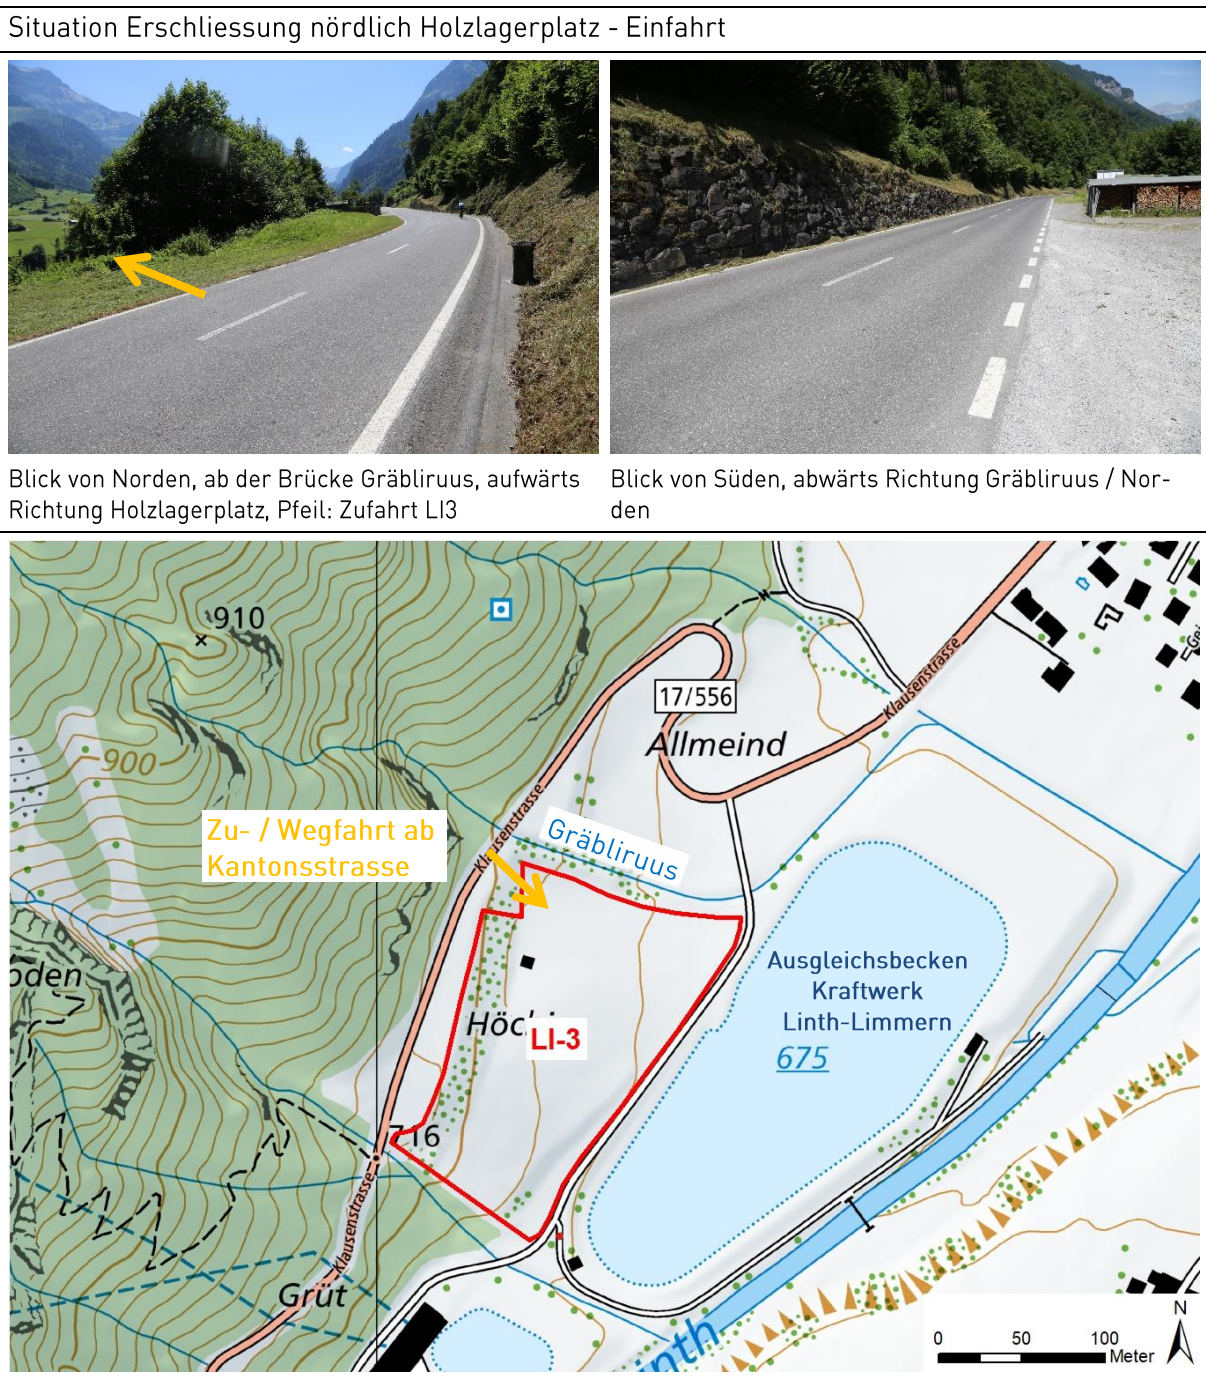 Situation Erschliessung nördlich Holzlagerplatz - Einfahrt
Blick von Norden, ab der Brücke Gräbliruus, aufwärts
Richtung Holzlagerplatz, Pfeil: Zufahrt LI3
Blick von Süden, abwärts Richtung Gräbliruus / Nor-
den
910
17/556
Klausenstrasse
Allmeind
900
Zu- / Wegfahrt ab
Kantonsstrasse
Klausenstrasse
Gräbliruus
oden
Ausgleichsbecken
Kraftwerk
Linth-Limmern
675
LI-3
716
Klausenstrasse
Grüt
inth
N
0 50 100
Meter